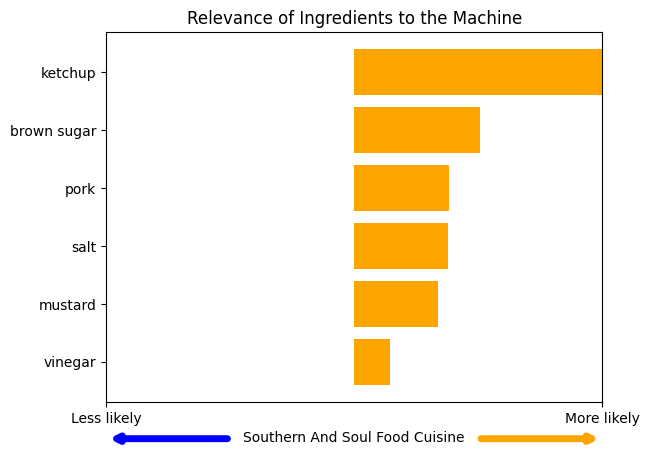 Relevance of Ingredients to the Machine
ketchup
brown sugar
pork
salt
mustard
vinegar
Less likely More likely
Southern And Soul Food Cuisine